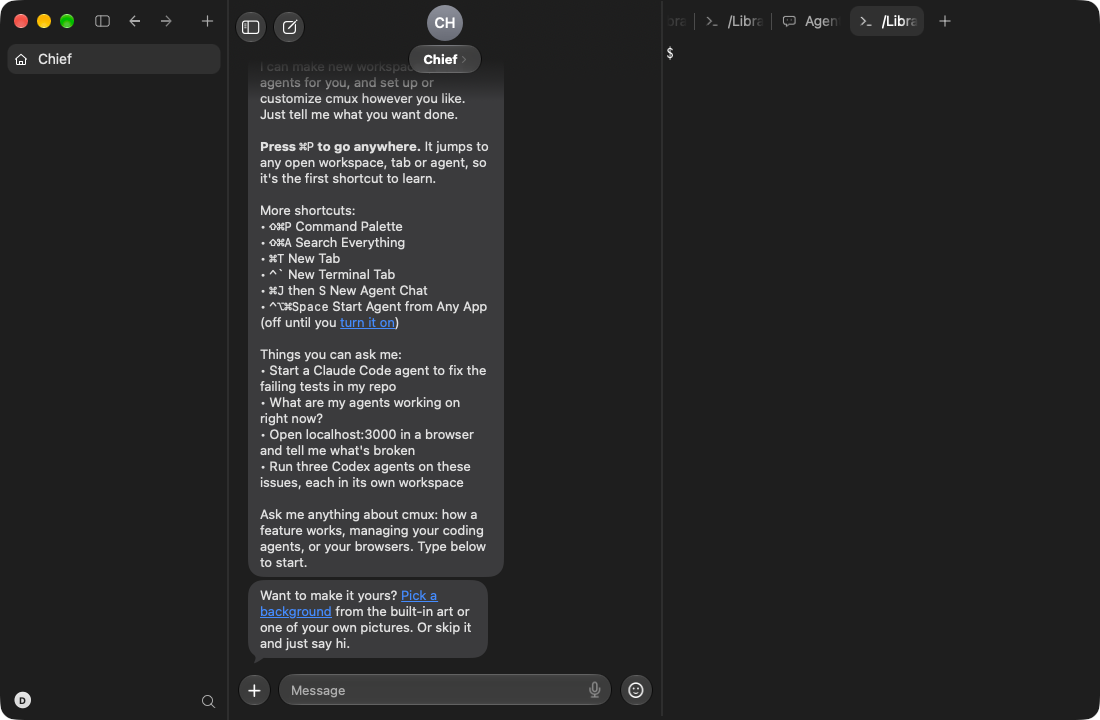 Chief
D
CH
Chief
I can make new workspac
agents for you, and set up or
customize cmux however you like.
Just tell me what you want done.
Press ⌘P to go anywhere. It jumps to
any open workspace, tab or agent, so
it's the first shortcut to learn.
More shortcuts:
• ⇧⌘P Command Palette
• ⇧⌘A Search Everything
• ⌘T New Tab
• ^` New Terminal Tab
• ⌘J then S New Agent Chat
• ^⌥⌘Space Start Agent from Any App
(off until you turn it on)
Things you can ask me:
• Start a Claude Code agent to fix the
failing tests in my repo
• What are my agents working on
right now?
• Open localhost:3000 in a browser
and tell me what's broken
• Run three Codex agents on these
issues, each in its own workspace
Ask me anything about cmux: how a
feature works, managing your coding
agents, or your browsers. Type below
to start.
Want to make it yours? Pick a
background from the built-in art or
one of your own pictures. Or skip it
and just say hi.
Message
/Libra
Agen
/Libra
$